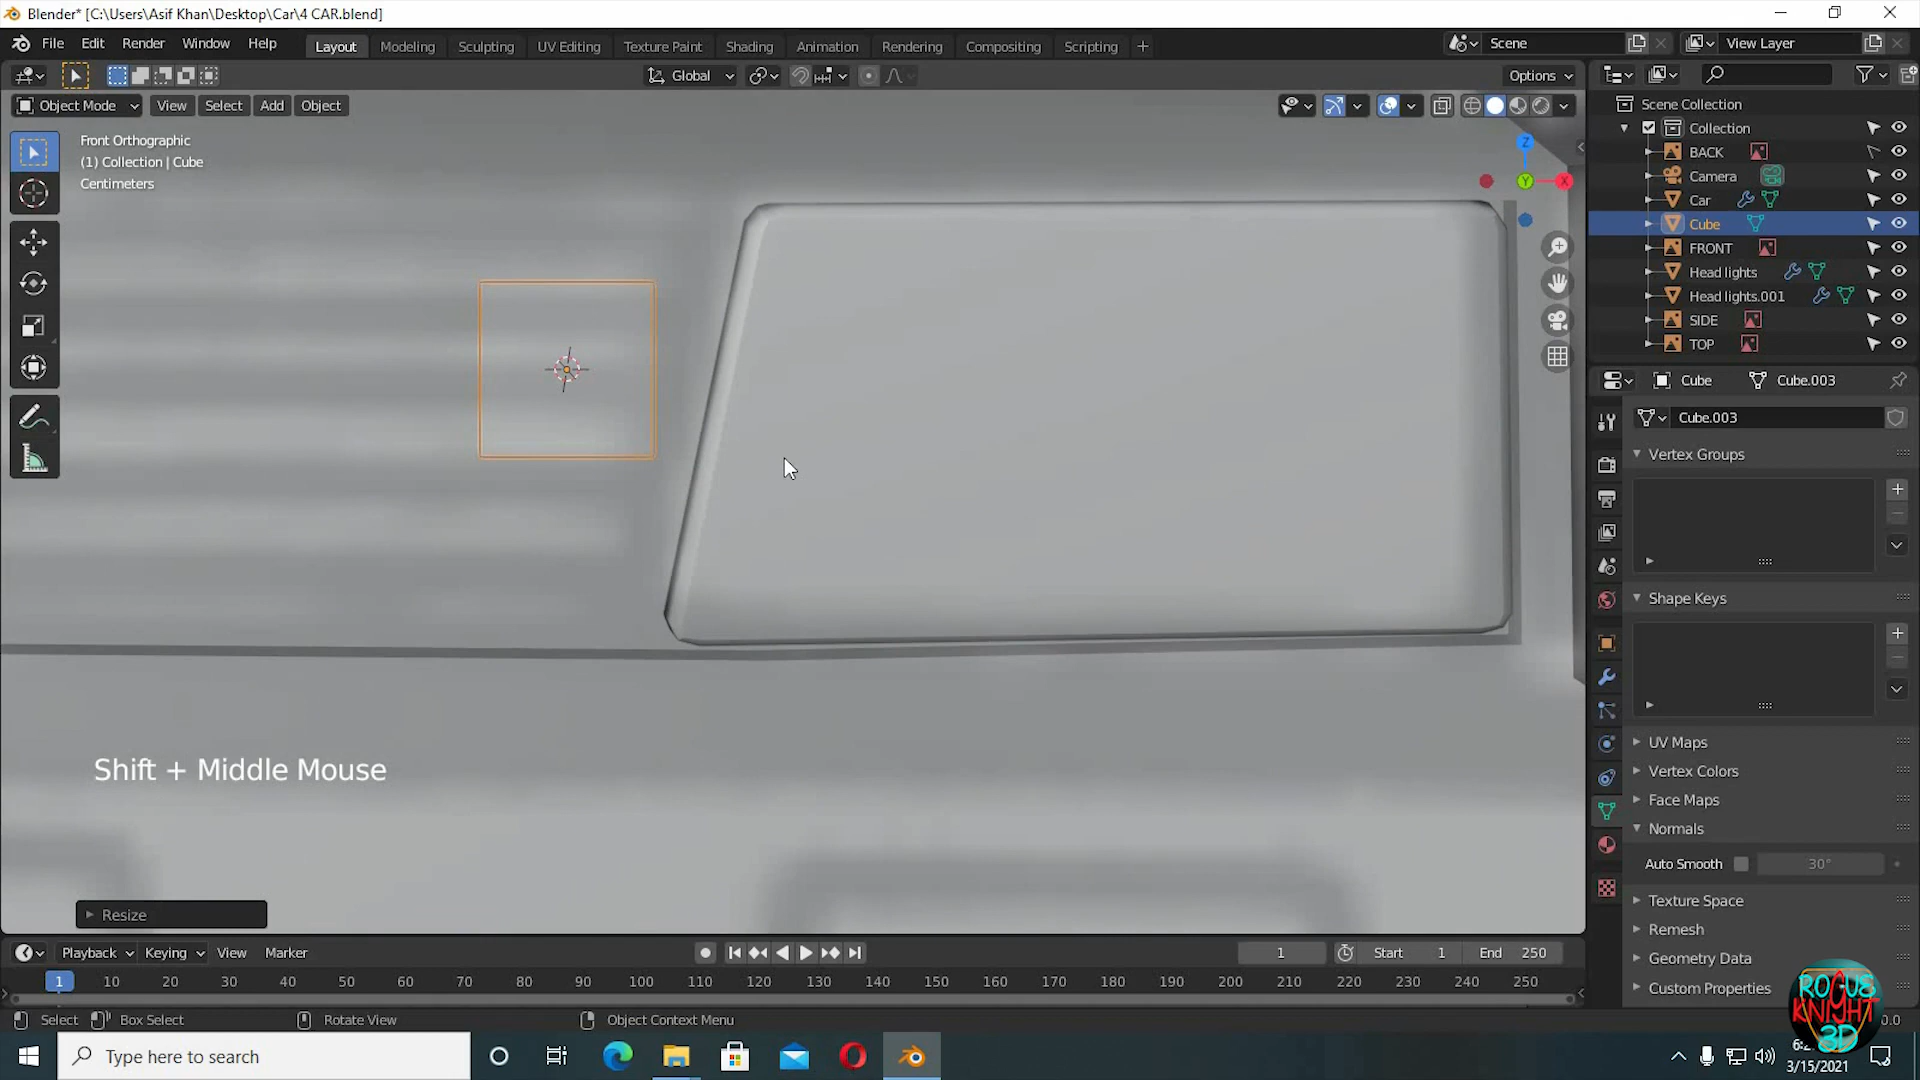 Blender* [C:\Users\Asif Khan\Desktop\Car\4 CAR.blend]
File Edit Render Window Help
Layout Modeling Sculpting UV Editing Texture Paint Shading Animation Rendering Compositing Scripting
Scene
View Layer
Global
Options
Object Mode View Select Add Object
Front Orthographic
(1) Collection | Cube
Centimeters
Z
Y
X
Scene Collection
Collection
BACK
Camera
Car
Cube
FRONT
Head lights
Head lights.001
SIDE
TOP
Cube Cube.003
Cube.003
Vertex Groups
Shape Keys
UV Maps
Vertex Colors
Face Maps
Normals
Auto Smooth 30°
Texture Space
Remesh
Geometry Data
Custom Properties
Shift + Middle Mouse
Resize
Playback Keying View Marker
1 Start 1 End 250
1 10 20 30 40 50 60 70 80 90 100 110 120 130 140 150 160 170 180 190 200 210 220 230 240 250
Select Box Select Rotate View Object Context Menu
ROGUE
KNIGHT
3D
Type here to search
3/15/2021